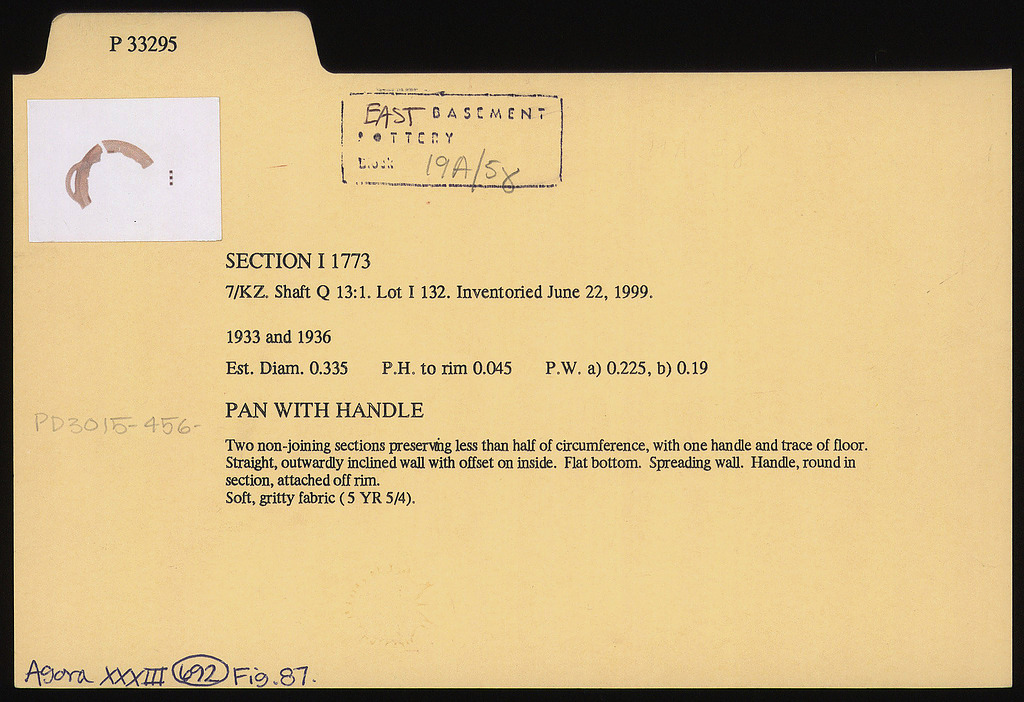 P 33295
EAST BASEMENT
POTTERY
19A/58
SECTION I 1773
7/KZ. Shaft Q 13:1. Lot I 132. Inventoried June 22, 1999.
1933 and 1936
Est. Diam. 0.335 P.H. to rim 0.045 P.W. a) 0.225, b) 0.19
PAN WITH HANDLE
PD3015-456-
Two non-joining sections preserving less than half of circumference, with one handle and trace of floor.
Straight, outwardly inclined wall with offset on inside. Flat bottom. Spreading wall. Handle, round in
section, attached off rim.
Soft, gritty fabric (5 YR 5/4).
Agora XXXIII 692 Fig. 87.